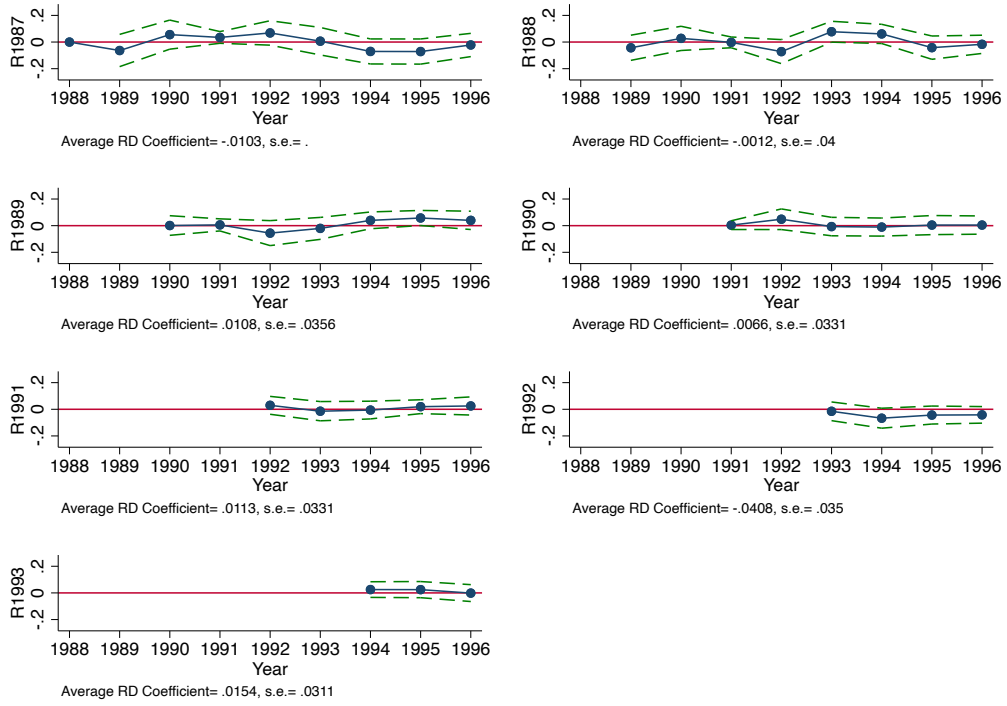 R1987
.2
0
-.2
1988 1989 1990 1991 1992 1993 1994 1995 1996
Year
Average RD Coefficient= -.0103, s.e.= .
R1988
.2
0
-.2
1988 1989 1990 1991 1992 1993 1994 1995 1996
Year
Average RD Coefficient= -.0012, s.e.= .04
R1989
.2
0
-.2
1988 1989 1990 1991 1992 1993 1994 1995 1996
Year
Average RD Coefficient= .0108, s.e.= .0356
R1990
.2
0
-.2
1988 1989 1990 1991 1992 1993 1994 1995 1996
Year
Average RD Coefficient= .0066, s.e.= .0331
R1991
.2
0
-.2
1988 1989 1990 1991 1992 1993 1994 1995 1996
Year
Average RD Coefficient= .0113, s.e.= .0331
R1992
.2
0
-.2
1988 1989 1990 1991 1992 1993 1994 1995 1996
Year
Average RD Coefficient= -.0408, s.e.= .035
R1993
.2
0
-.2
1988 1989 1990 1991 1992 1993 1994 1995 1996
Year
Average RD Coefficient= .0154, s.e.= .0311